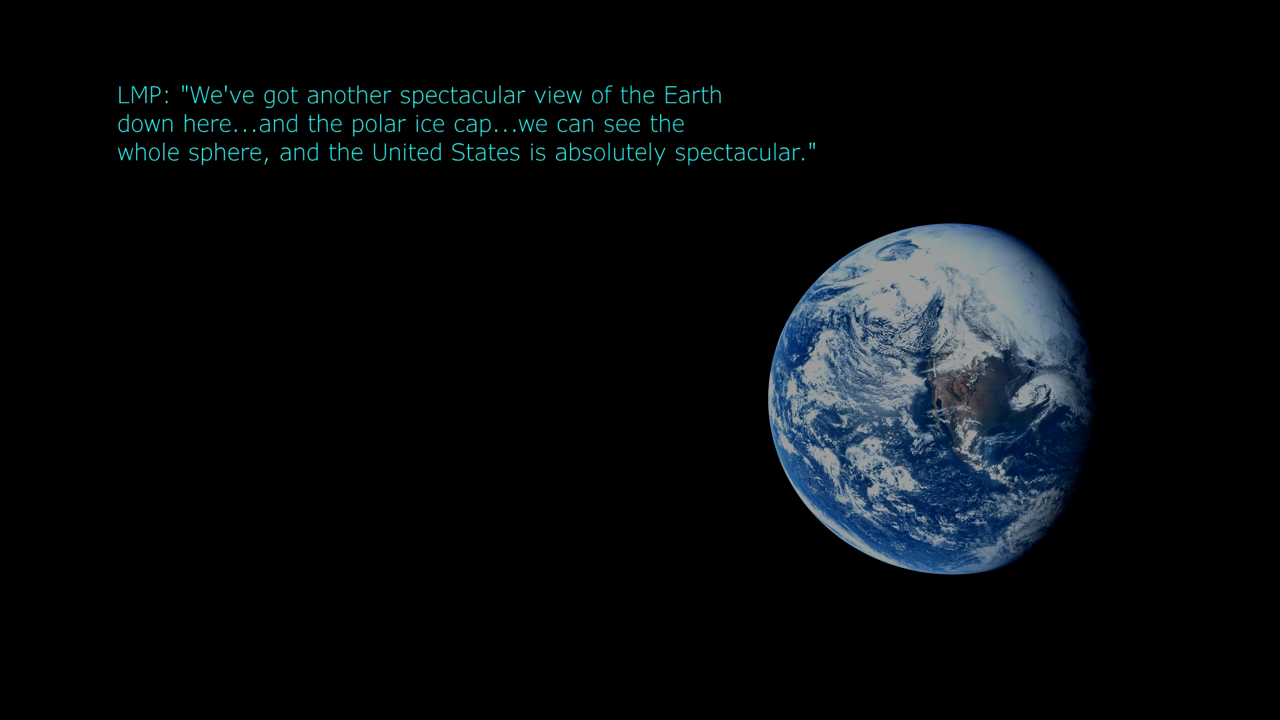 LMP: "We've got another spectacular view of the Earth
down here...and the polar ice cap...we can see the
whole sphere, and the United States is absolutely spectacular."